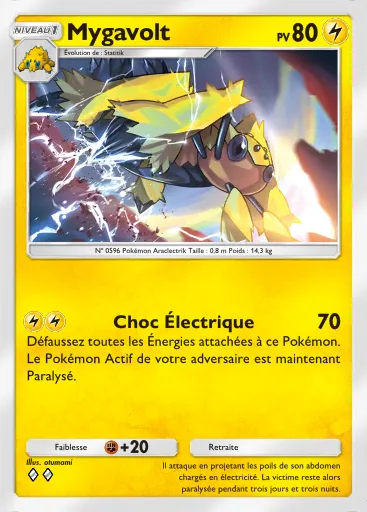 NIVEAU 1
Mygavolt
PV 80
Évolution de : Statitik
N° 0596 Pokémon Araclectrik Taille : 0,8 m Poids : 14,3 kg
Choc Électrique 70
Défaussez toutes les Énergies attachées à ce Pokémon.
Le Pokémon Actif de votre adversaire est maintenant
Paralysé.
Faiblesse +20
Retraite
Illus. otumami
Il attaque en projetant les poils de son abdomen
chargés en électricité. La victime reste alors
paralysée pendant trois jours et trois nuits.